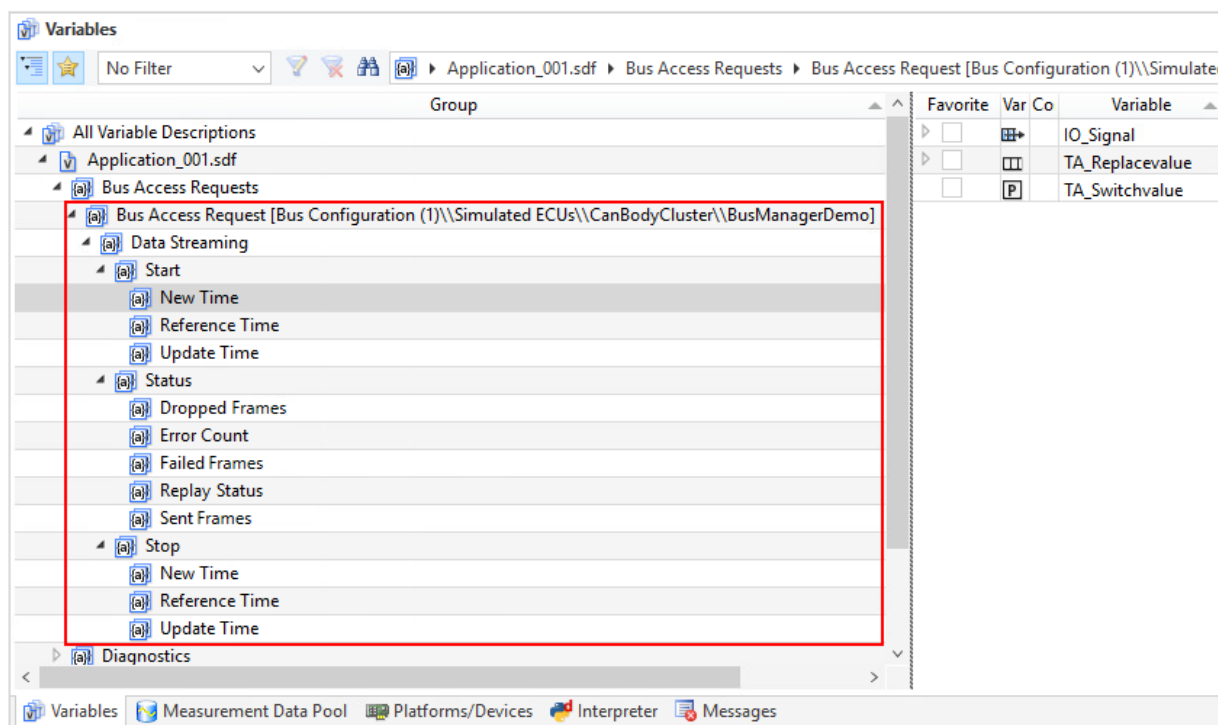 Variables
No Filter Application_001.sdf Bus Access Requests Bus Access Request [Bus Configuration (1)\\Simulate
Group Favorite Var Co Variable
All Variable Descriptions
IO_Signal
Application_001.sdf
TA_Replacevalue
Bus Access Requests
P TA_Switchvalue
Bus Access Request [Bus Configuration (1)\\Simulated ECUs\\CanBodyCluster\\BusManagerDemo]
Data Streaming
Start
New Time
Reference Time
Update Time
Status
Dropped Frames
Error Count
Failed Frames
Replay Status
Sent Frames
Stop
New Time
Reference Time
Update Time
Diagnostics
Variables Measurement Data Pool Platforms/Devices Interpreter Messages